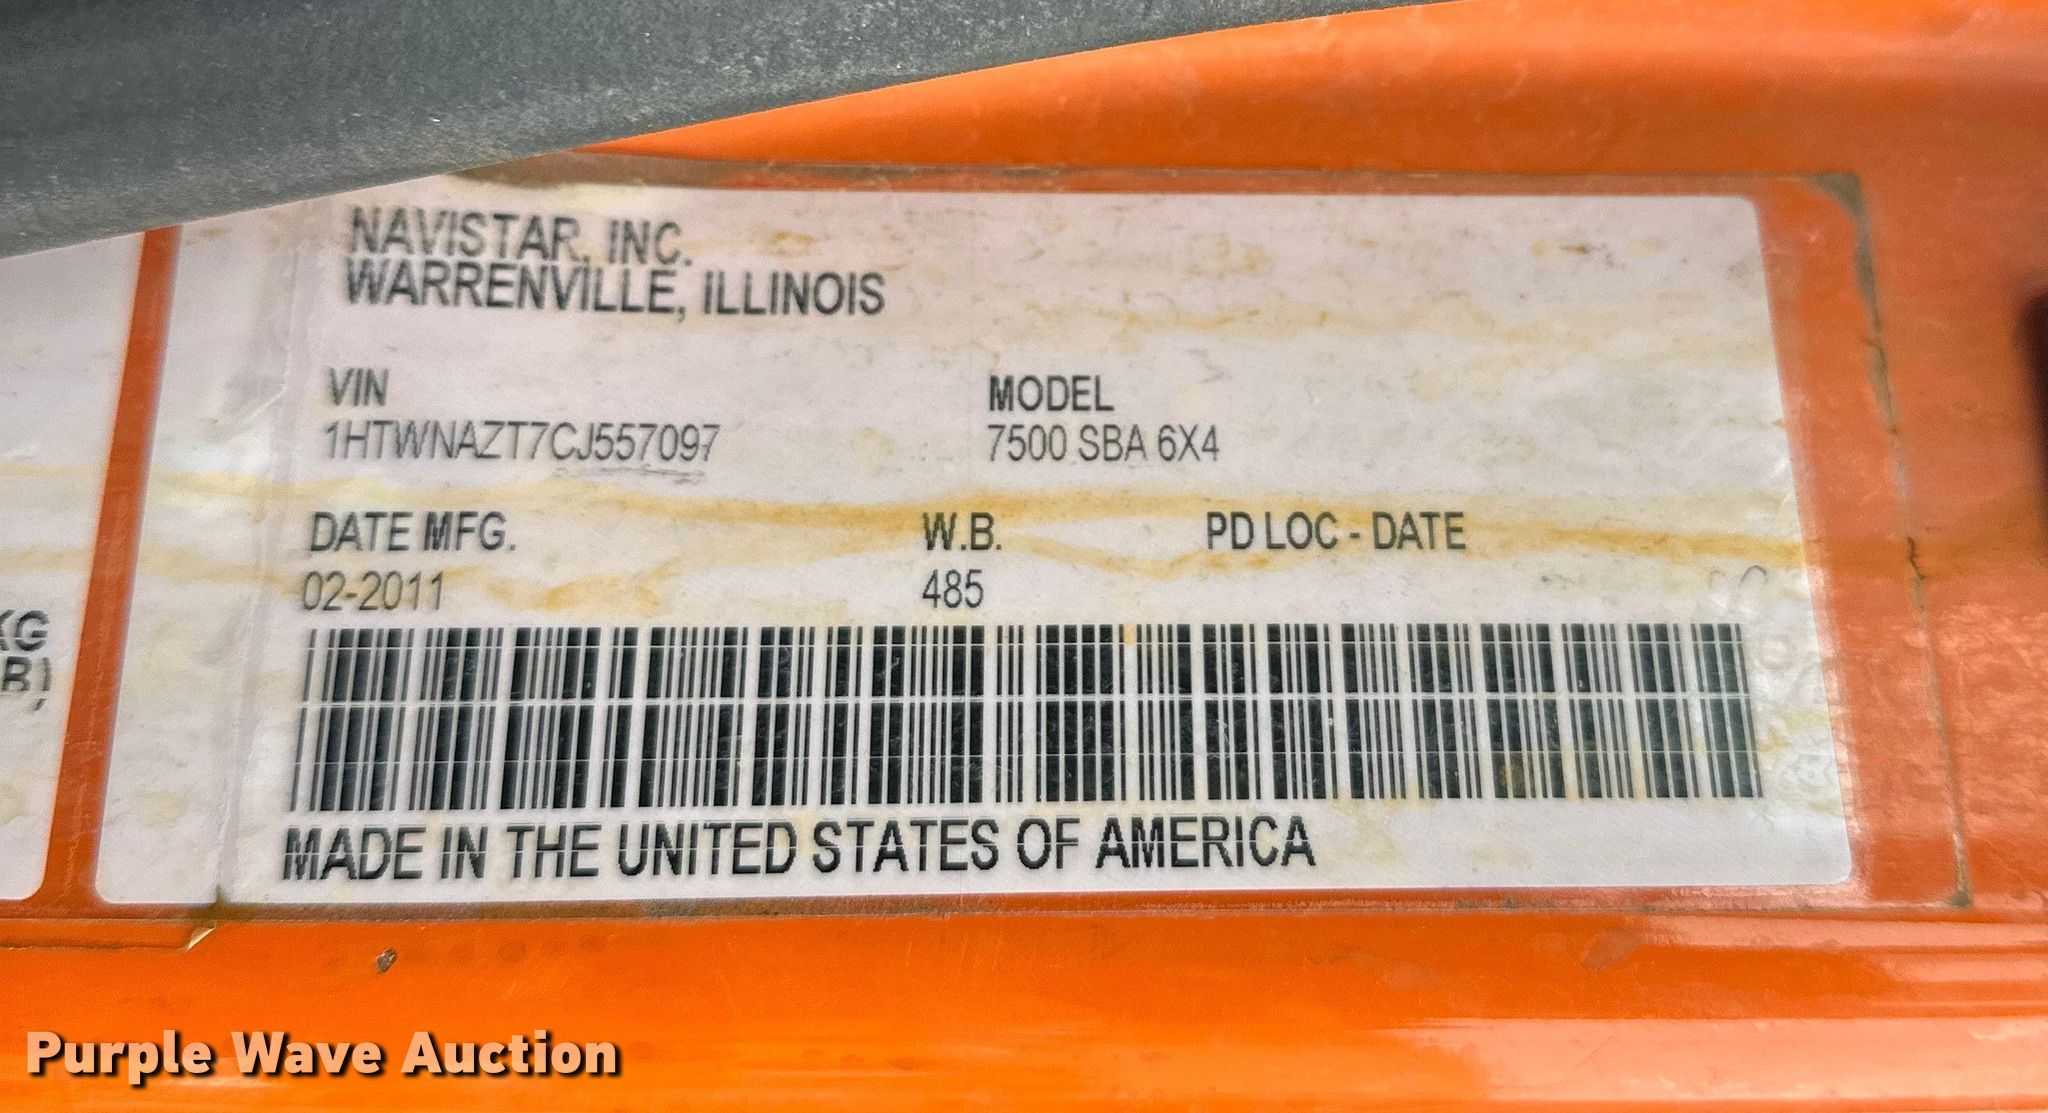 NAVISTAR, INC.
WARRENVILLE, ILLINOIS
VIN MODEL
1HTWNAZT7CJ557097 7500 SBA 6X4
DATE MFG. W.B. PD LOC - DATE
02-2011 485
KG
B)
MADE IN THE UNITED STATES OF AMERICA
Purple Wave Auction